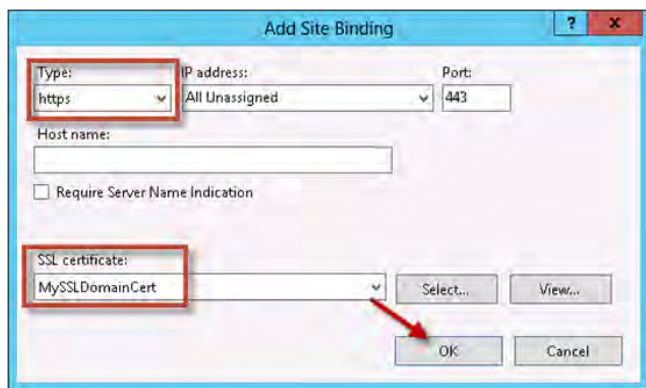 Add Site Binding
? x
Type: IP address: Port:
https All Unassigned 443
Host name:
Require Server Name Indication
SSL certificate:
MySSLDomainCert Select... View...
OK Cancel